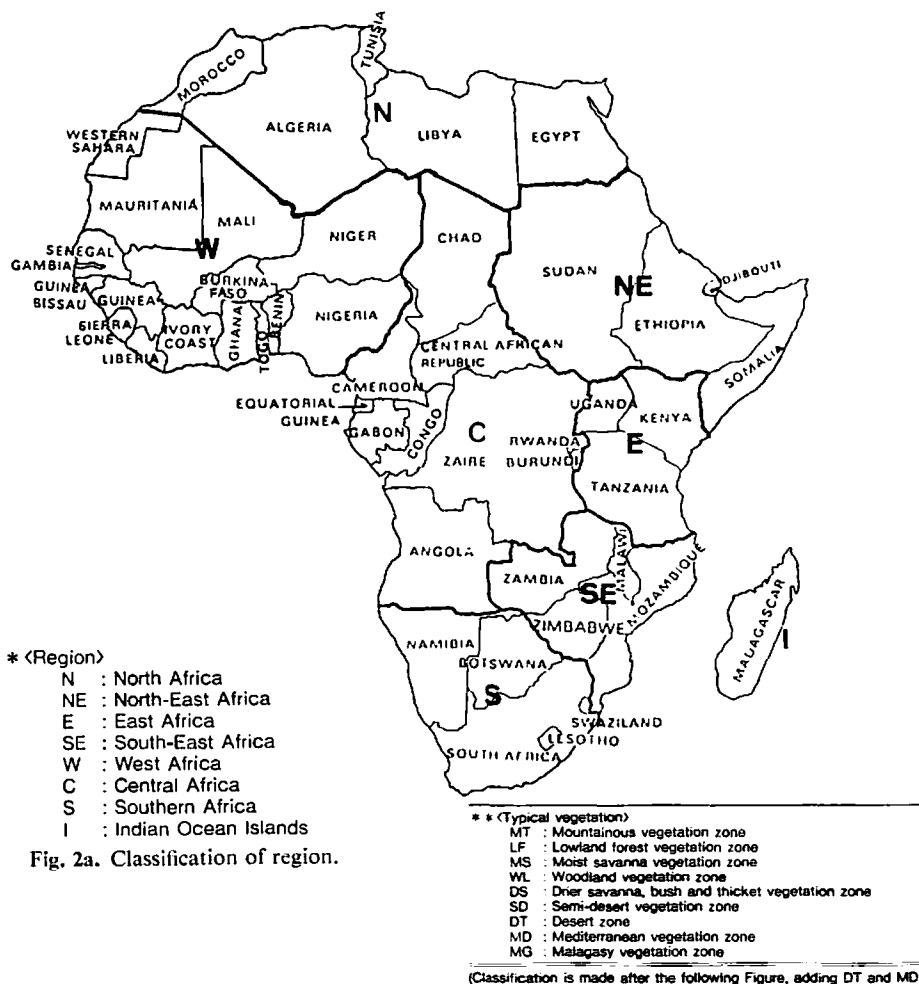 TUNISIA
MOROCCO
N
ALGERIA
LIBYA
EGYPT
WESTERN
SAHARA
MAURITANIA
MALI
NIGER
CHAD
SUDAN
NE
DJIBOUTI
W
SENEGAL
GAMBIA
GUINEA
BISSAU
GUINEA
BURKINA
FASO
BENIN
NIGERIA
ETHIOPIA
SIERRA
LEONE
IVORY
COAST
GHANA
TOGO
LIBERIA
CENTRAL AFRICAN
REPUBLIC
SOMALIA
CAMEROON
EQUATORIAL
GUINEA
GABON
CONGO
C
UGANDA
KENYA
RWANDA
E
ZAIRE
BURUNDI
TANZANIA
ANGOLA
ZAMBIA
MALAWI
SE
MOZAMBIQUE
ZIMBABWE
MADAGASCAR
I
NAMIBIA
BOTSWANA
S
SWAZILAND
LESOTHO
SOUTH AFRICA
* <Region>
N : North Africa
NE : North-East Africa
E : East Africa
SE : South-East Africa
W : West Africa
C : Central Africa
S : Southern Africa
I : Indian Ocean Islands
Fig. 2a. Classification of region.
* * <Typical vegetation>
MT : Mountainous vegetation zone
LF : Lowland forest vegetation zone
MS : Moist savanna vegetation zone
WL : Woodland vegetation zone
DS : Drier savanna, bush and thicket vegetation zone
SD : Semi-desert vegetation zone
DT : Desert zone
MD : Mediterranean vegetation zone
MG : Malagasy vegetation zone
(Classification is made after the following Figure, adding DT and MD